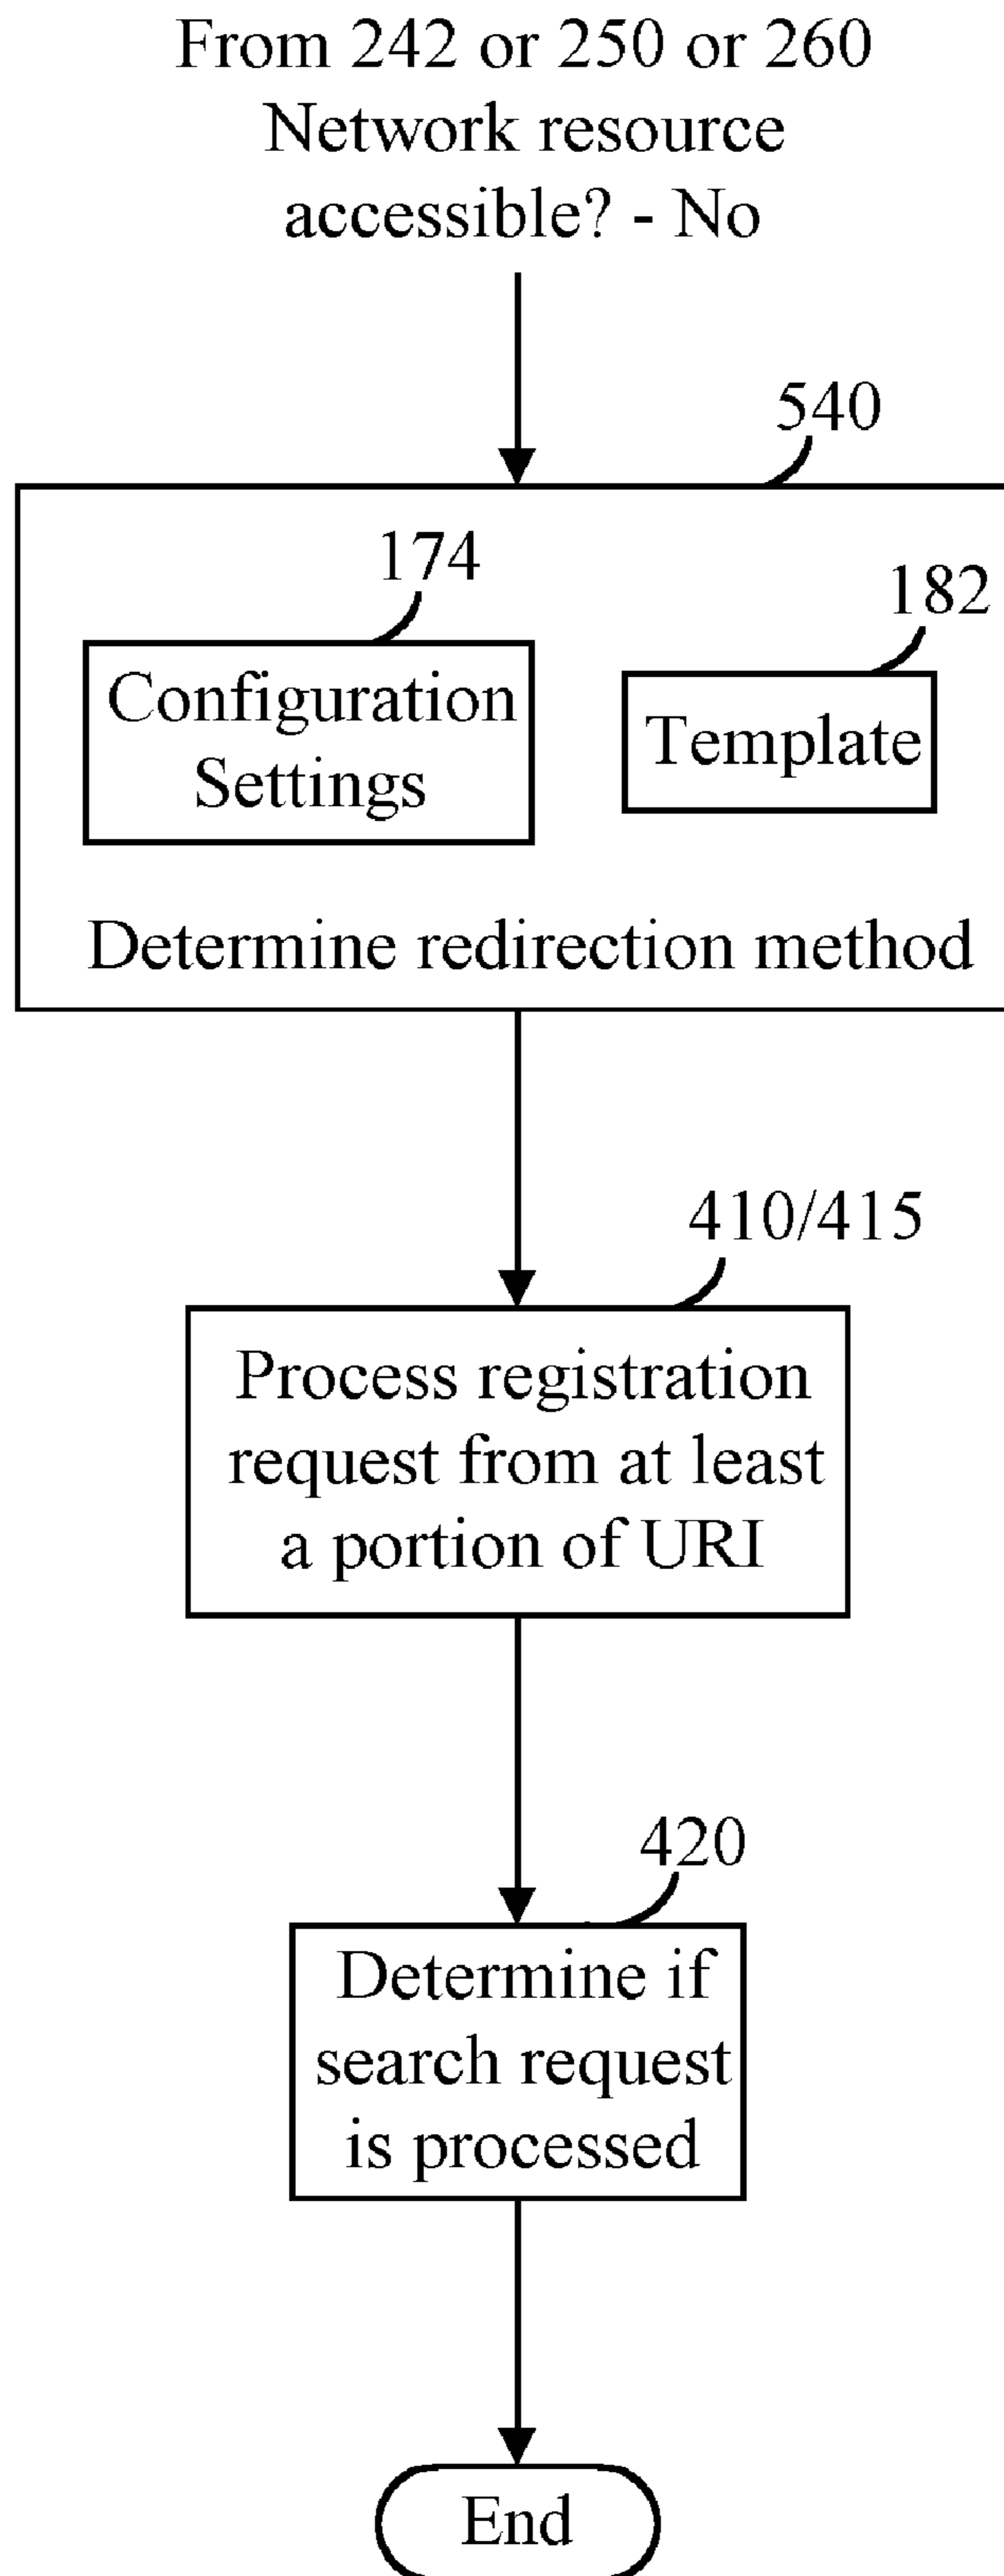 From 242 or 250 or 260
Network resource
accessible? - No
540
174
182
Configuration
Settings
Template
Determine redirection method
410/415
Process registration
request from at least
a portion of URI
420
Determine if
search request
is processed
End